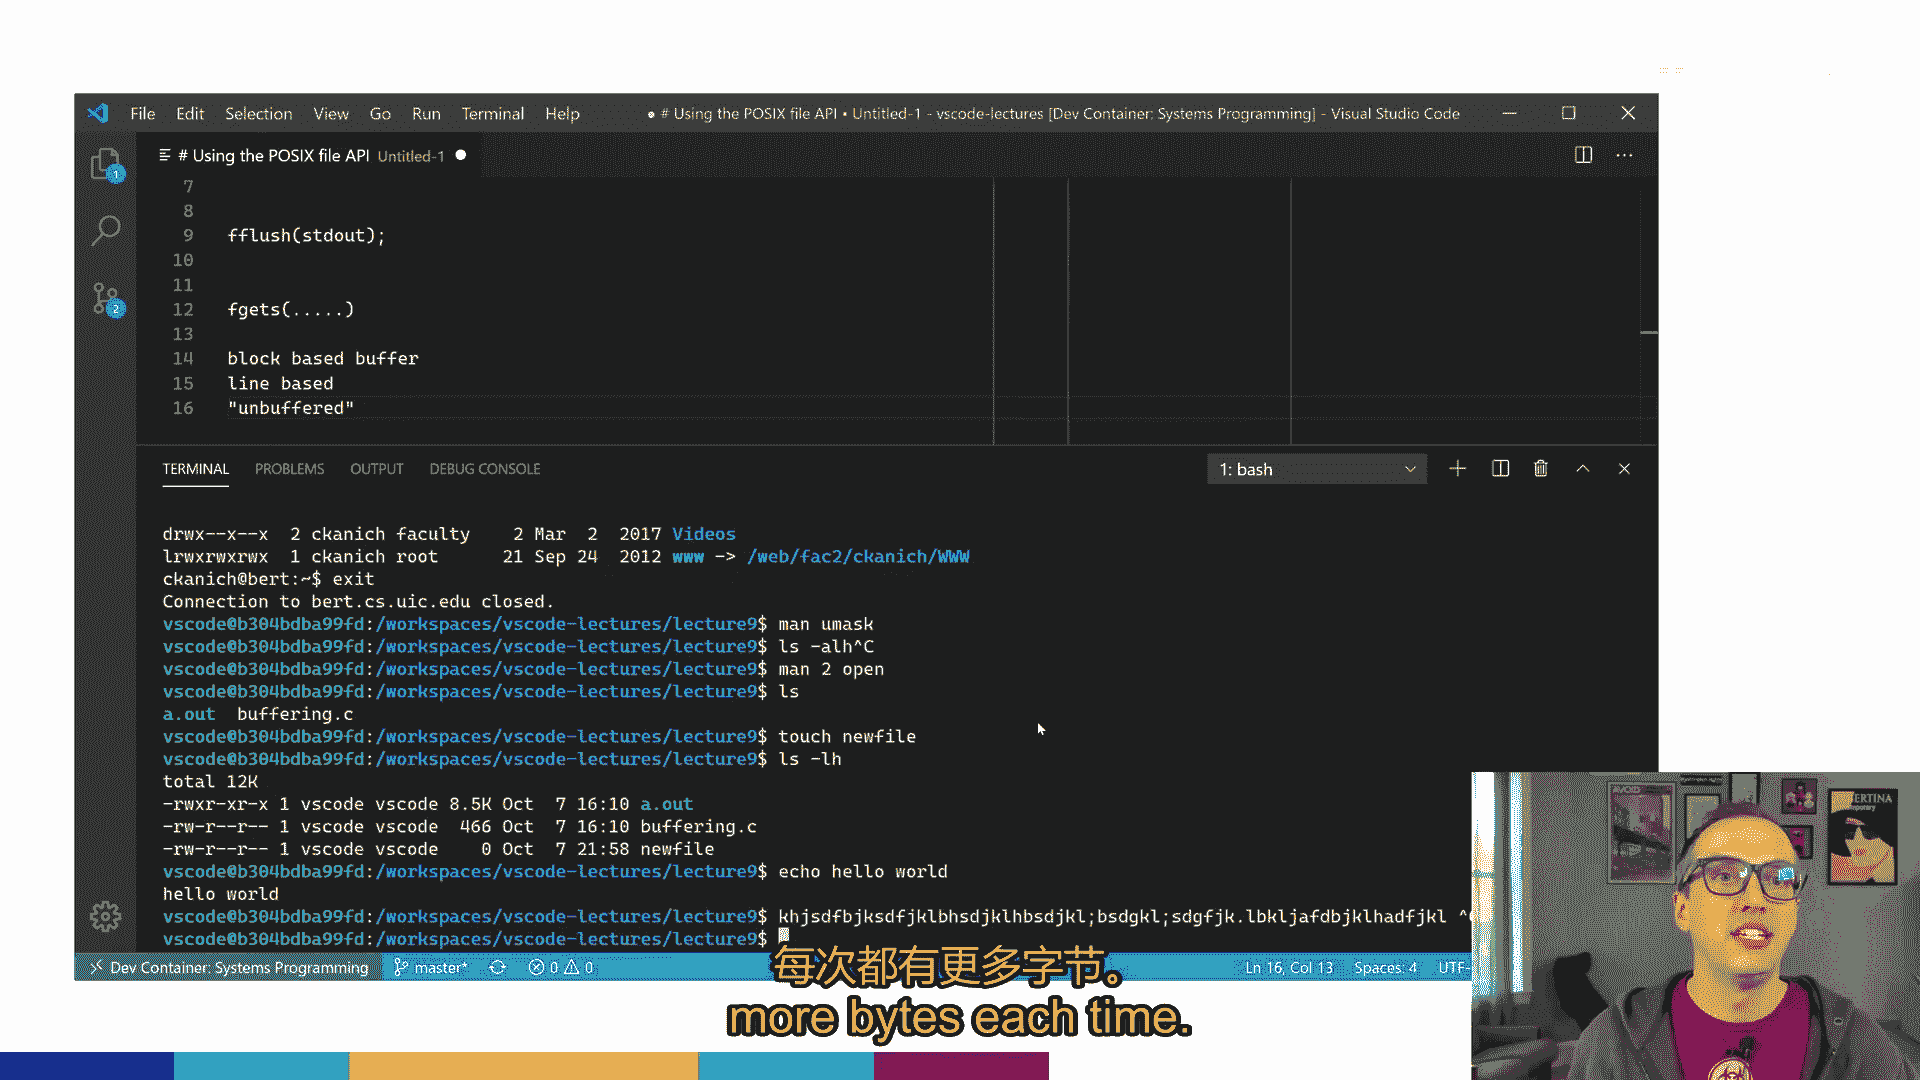 File Edit Selection View Go Run Terminal Help ● # Using the POSIX file API • Untitled-1 - vscode-lectures [Dev Container: Systems Programming] - Visual Studio Code
# Using the POSIX file API Untitled-1 ●
7
8
9 fflush(stdout);
10
11
12 fgets(.....)
13
14 block based buffer
15 line based
16 "unbuffered"
TERMINAL PROBLEMS OUTPUT DEBUG CONSOLE 1: bash
drwx--x--x 2 ckanich faculty 2 Mar 2 2017 Videos
lrwxrwxrwx 1 ckanich root 21 Sep 24 2012 www -> /web/fac2/ckanich/WWW
ckanich@bert:~$ exit
Connection to bert.cs.uic.edu closed.
vscode@b304bdba99fd:/workspaces/vscode-lectures/lecture9$ man umask
vscode@b304bdba99fd:/workspaces/vscode-lectures/lecture9$ ls -alh^C
vscode@b304bdba99fd:/workspaces/vscode-lectures/lecture9$ man 2 open
vscode@b304bdba99fd:/workspaces/vscode-lectures/lecture9$ ls
a.out buffering.c
vscode@b304bdba99fd:/workspaces/vscode-lectures/lecture9$ touch newfile
vscode@b304bdba99fd:/workspaces/vscode-lectures/lecture9$ ls -lh
total 12K
-rwxr-xr-x 1 vscode vscode 8.5K Oct 7 16:10 a.out
-rw-r--r-- 1 vscode vscode 466 Oct 7 16:10 buffering.c
-rw-r--r-- 1 vscode vscode 0 Oct 7 21:58 newfile
vscode@b304bdba99fd:/workspaces/vscode-lectures/lecture9$ echo hello world
hello world
vscode@b304bdba99fd:/workspaces/vscode-lectures/lecture9$ khjsdfbjksdfjklbhsdjklhbsdjkl;bsdgkl;sdgfjk.lbkljafdbjklhadfjkl ^
vscode@b304bdba99fd:/workspaces/vscode-lectures/lecture9$
Dev Container: Systems Programming master* 0 0 Ln 16, Col 13 Spaces: 4 UTF-
每次都有更多字节。
more bytes each time.
1
2
AVOID